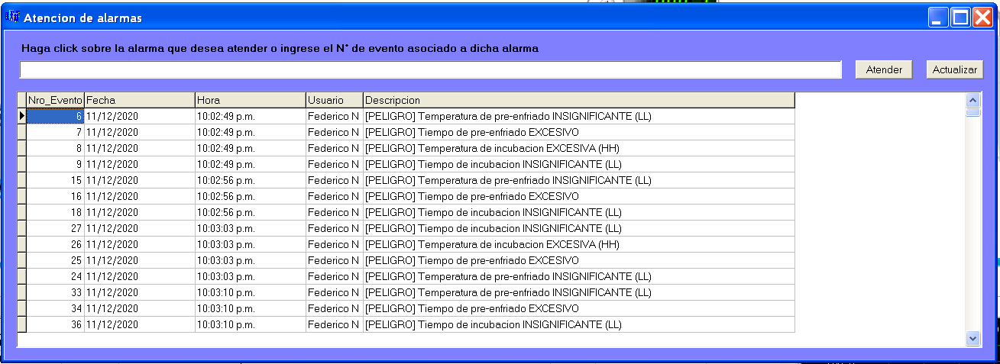 Atencion de alarmas
Haga click sobre la alarma que desea atender o ingrese el N° de evento asociado a dicha alarma
Atender Actualizar
Nro_Evento Fecha Hora Usuario Descripcion
6 11/12/2020 10:02:49 p.m. Federico N [PELIGRO] Temperatura de pre-enfriado INSIGNIFICANTE (LL)
7 11/12/2020 10:02:49 p.m. Federico N [PELIGRO] Tiempo de pre-enfriado EXCESIVO
8 11/12/2020 10:02:49 p.m. Federico N [PELIGRO] Temperatura de incubacion EXCESIVA (HH)
9 11/12/2020 10:02:49 p.m. Federico N [PELIGRO] Tiempo de incubacion INSIGNIFICANTE (LL)
15 11/12/2020 10:02:56 p.m. Federico N [PELIGRO] Temperatura de pre-enfriado INSIGNIFICANTE (LL)
16 11/12/2020 10:02:56 p.m. Federico N [PELIGRO] Tiempo de pre-enfriado EXCESIVO
18 11/12/2020 10:02:56 p.m. Federico N [PELIGRO] Tiempo de incubacion INSIGNIFICANTE (LL)
27 11/12/2020 10:03:03 p.m. Federico N [PELIGRO] Tiempo de incubacion INSIGNIFICANTE (LL)
26 11/12/2020 10:03:03 p.m. Federico N [PELIGRO] Temperatura de incubacion EXCESIVA (HH)
25 11/12/2020 10:03:03 p.m. Federico N [PELIGRO] Tiempo de pre-enfriado EXCESIVO
24 11/12/2020 10:03:03 p.m. Federico N [PELIGRO] Temperatura de pre-enfriado INSIGNIFICANTE (LL)
33 11/12/2020 10:03:10 p.m. Federico N [PELIGRO] Temperatura de pre-enfriado INSIGNIFICANTE (LL)
34 11/12/2020 10:03:10 p.m. Federico N [PELIGRO] Tiempo de pre-enfriado EXCESIVO
36 11/12/2020 10:03:10 p.m. Federico N [PELIGRO] Tiempo de incubacion INSIGNIFICANTE (LL)